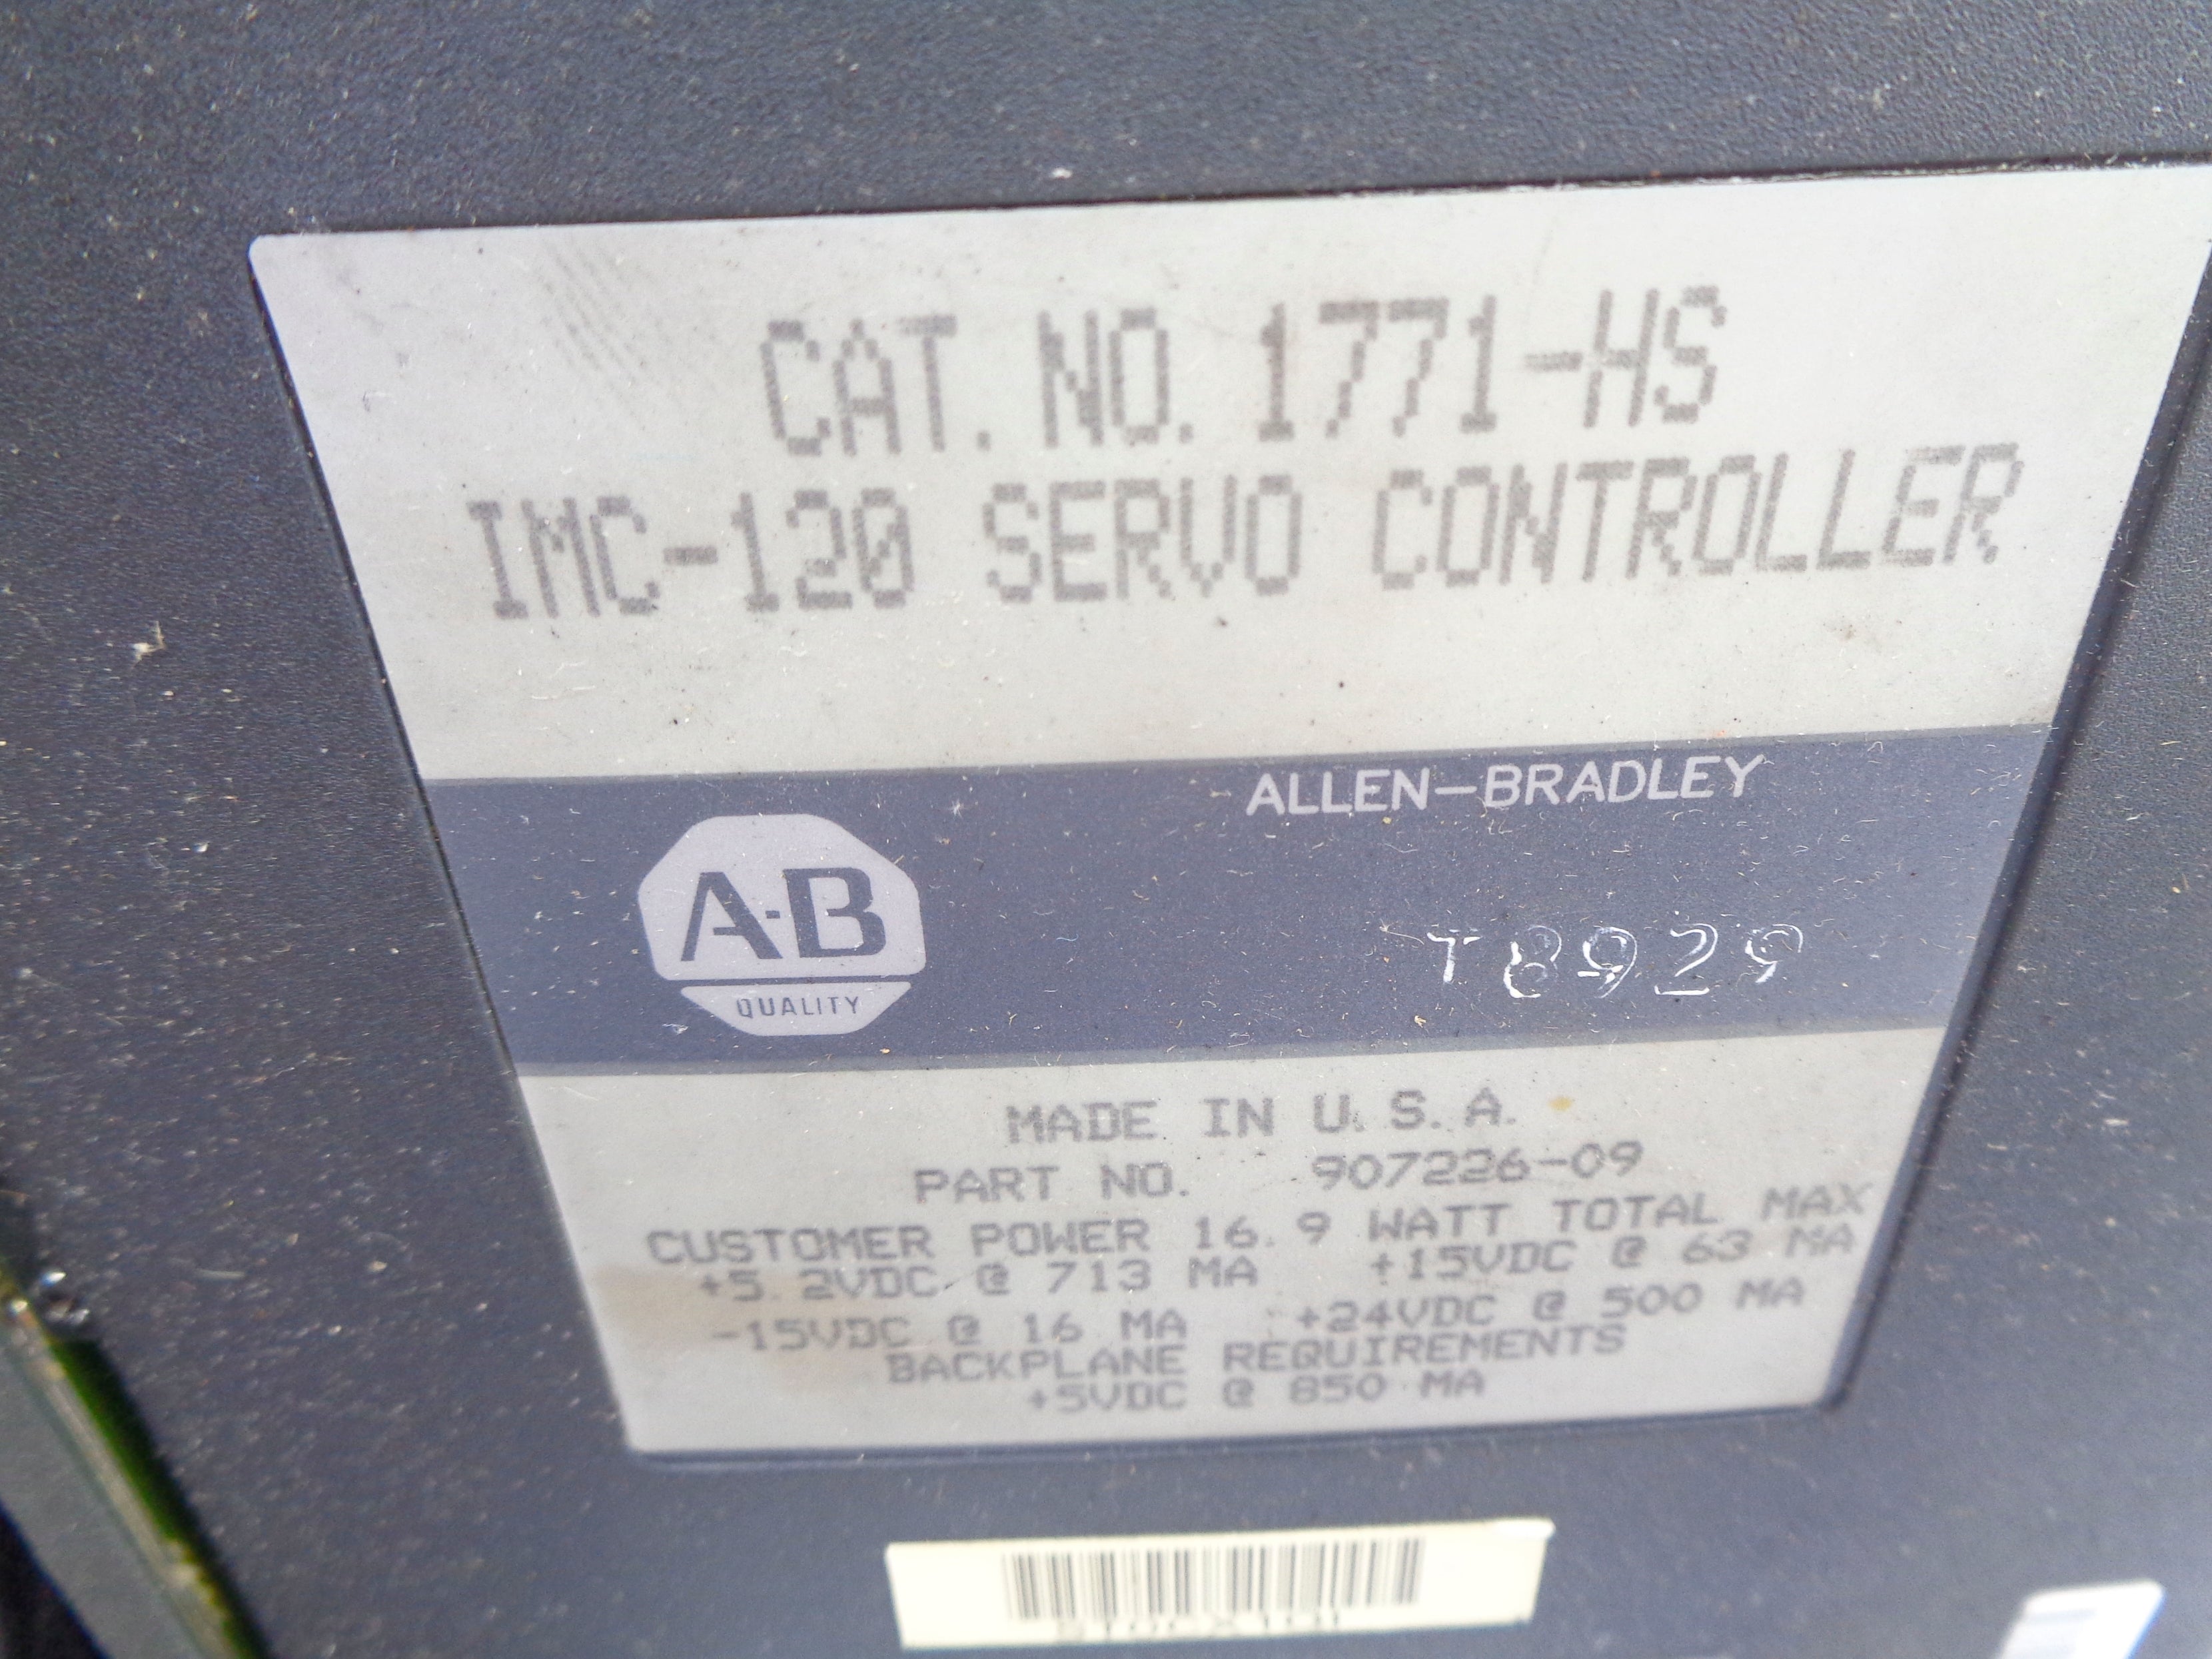 CAT. NO. 1771-HS
IMC-120 SERVO CONTROLLER
ALLEN-BRADLEY
A-B
QUALITY
T8929
MADE IN U.S.A.
PART NO. 907226-09
CUSTOMER POWER 16.9 WATT TOTAL MAX
+5.2VDC @ 713 MA +15VDC @ 63 MA
-15VDC @ 16 MA +24VDC @ 500 MA
BACKPLANE REQUIREMENTS
+5VDC @ 850 MA